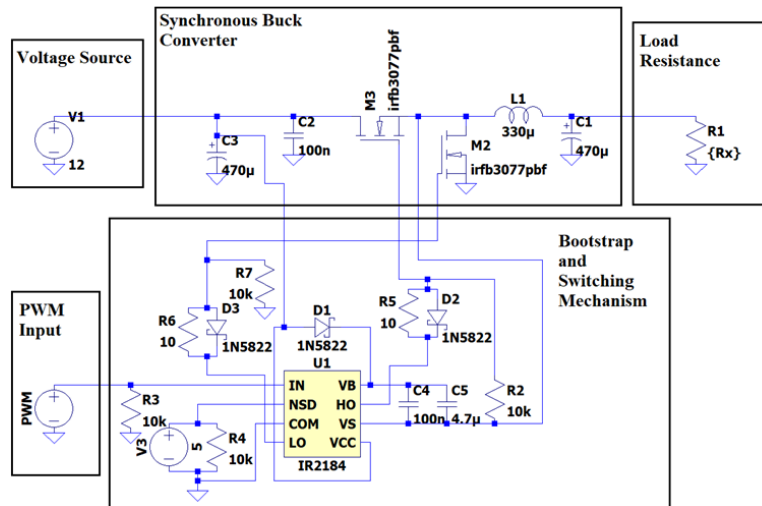 Synchronous Buck
Converter
Voltage Source
V1
12
C3
470µ
C2
100n
M3
irfb3077pbf
M2
irfb3077pbf
L1
330µ
C1
470µ
Load
Resistance
R1
{Rx}
Bootstrap
and
Switching
Mechanism
R7
10k
D3
R6
10
1N5822
D1
1N5822
R5
10
D2
1N5822
R2
10k
PWM
Input
PWM
R3
10k
V3
5
R4
10k
U1
IN
VB
NSD
HO
COM
VS
LO
VCC
IR2184
C4
100n
C5
4.7µ